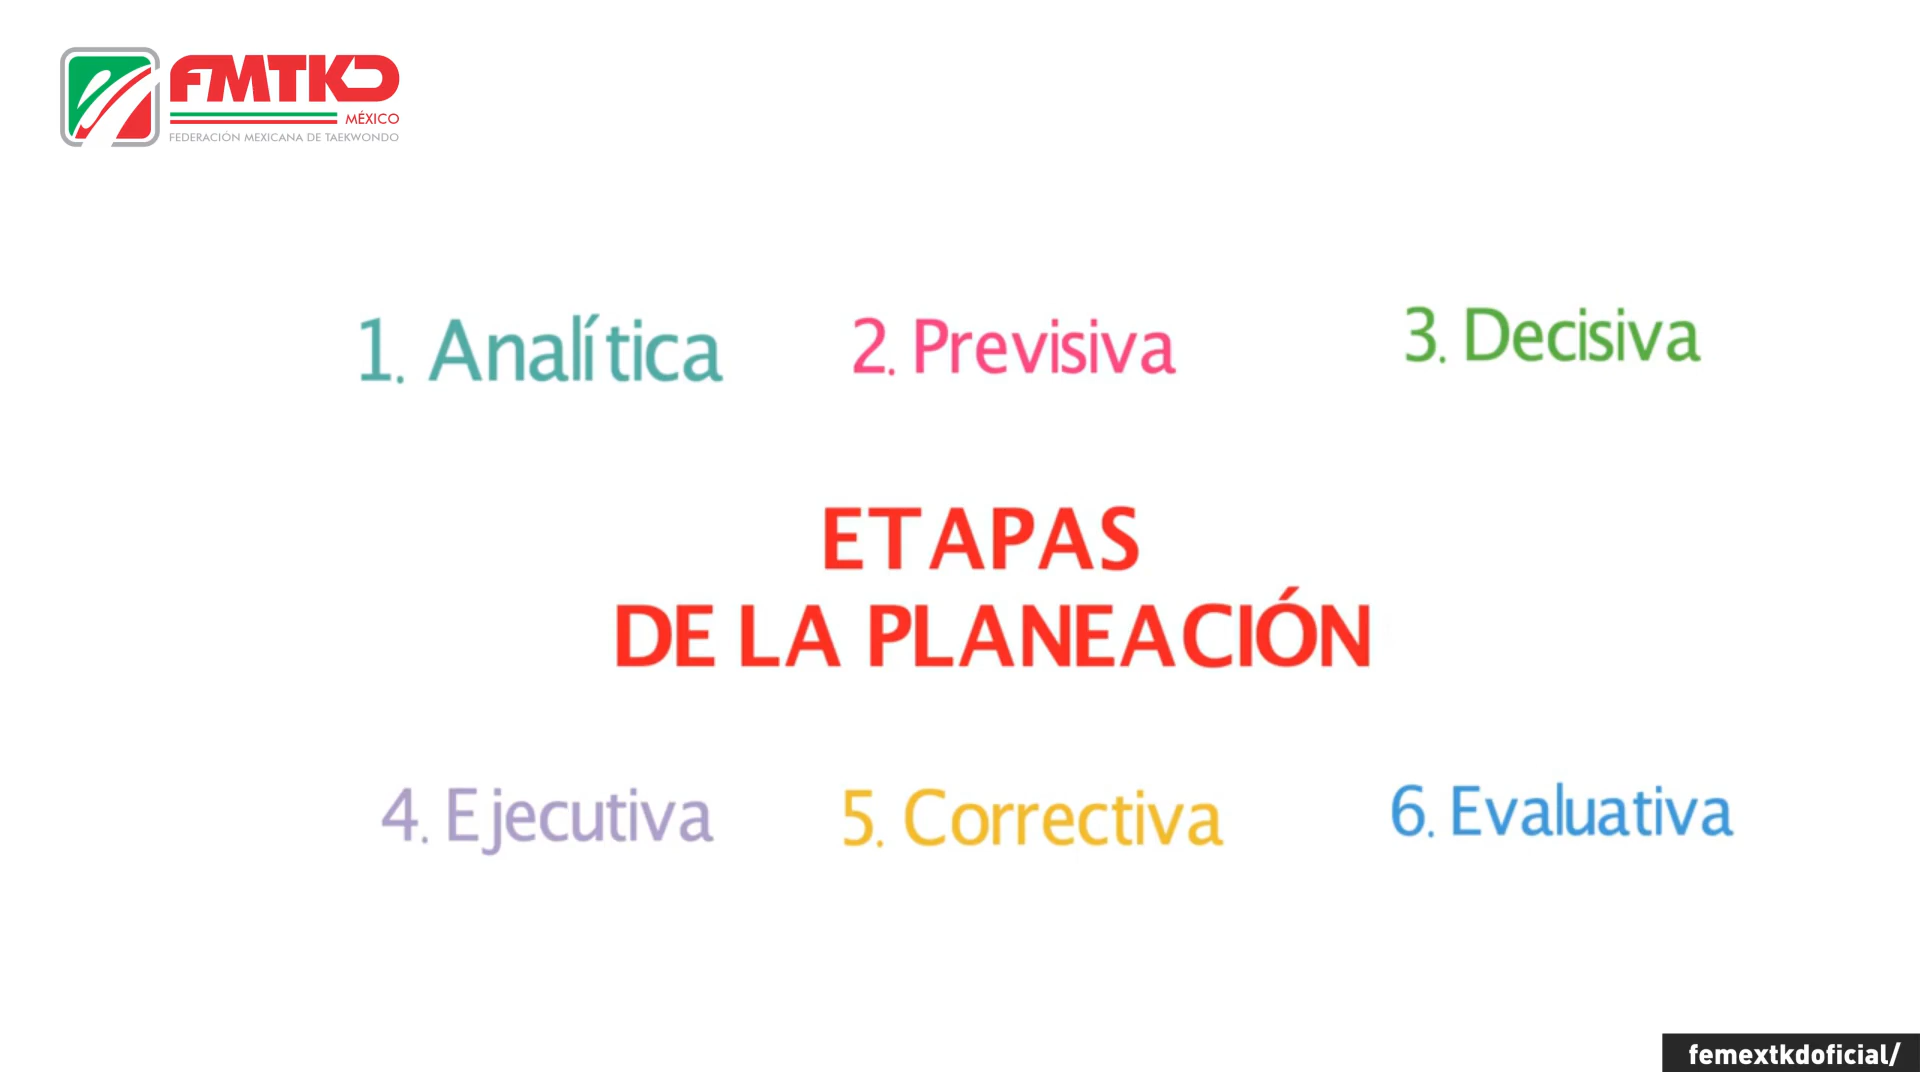 FMTKD
MÉXICO
FEDERACIÓN MEXICANA DE TAEKWONDO
1. Analítica
2. Previsiva
3. Decisiva
ETAPAS
DE LA PLANEACIÓN
4. Ejecutiva
5. Correctiva
6. Evaluativa
femextkdoficial/